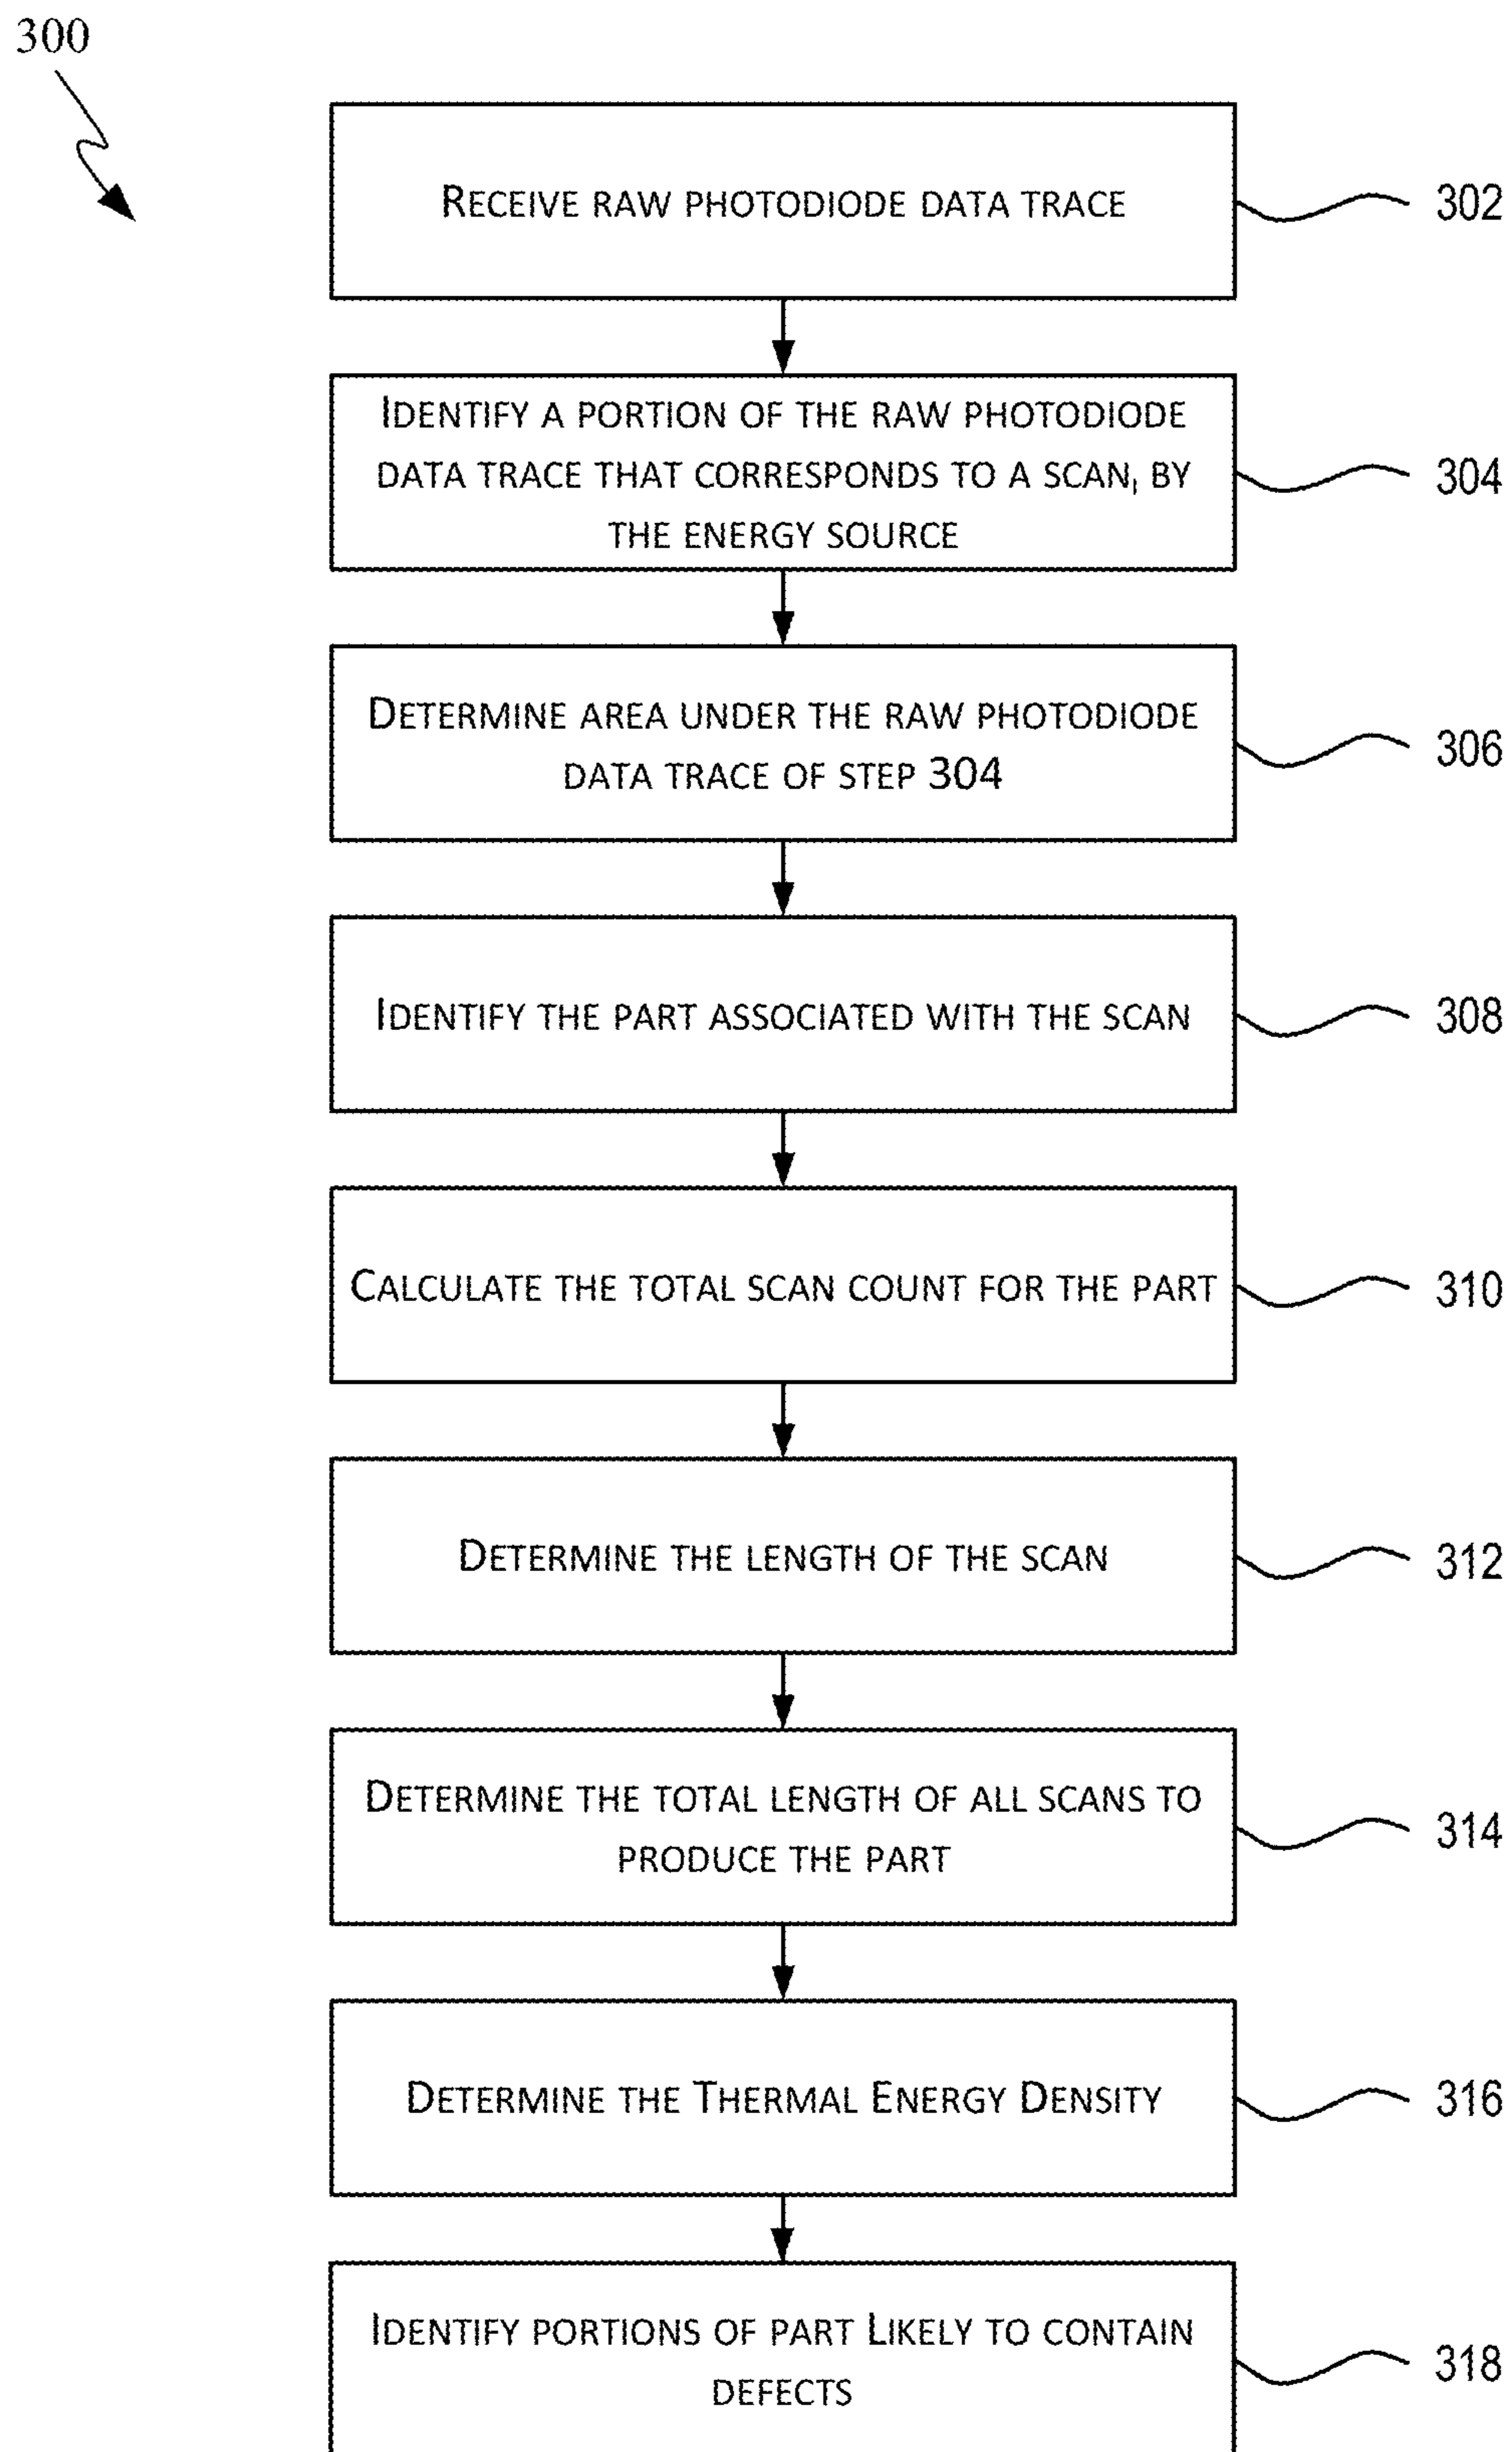 300
RECEIVE RAW PHOTODIODE DATA TRACE
302
IDENTIFY A PORTION OF THE RAW PHOTODIODE
DATA TRACE THAT CORRESPONDS TO A SCAN, BY
THE ENERGY SOURCE
304
DETERMINE AREA UNDER THE RAW PHOTODIODE
DATA TRACE OF STEP 304
306
IDENTIFY THE PART ASSOCIATED WITH THE SCAN
308
CALCULATE THE TOTAL SCAN COUNT FOR THE PART
310
DETERMINE THE LENGTH OF THE SCAN
312
DETERMINE THE TOTAL LENGTH OF ALL SCANS TO
PRODUCE THE PART
314
DETERMINE THE THERMAL ENERGY DENSITY
316
IDENTIFY PORTIONS OF PART LIKELY TO CONTAIN
DEFECTS
318